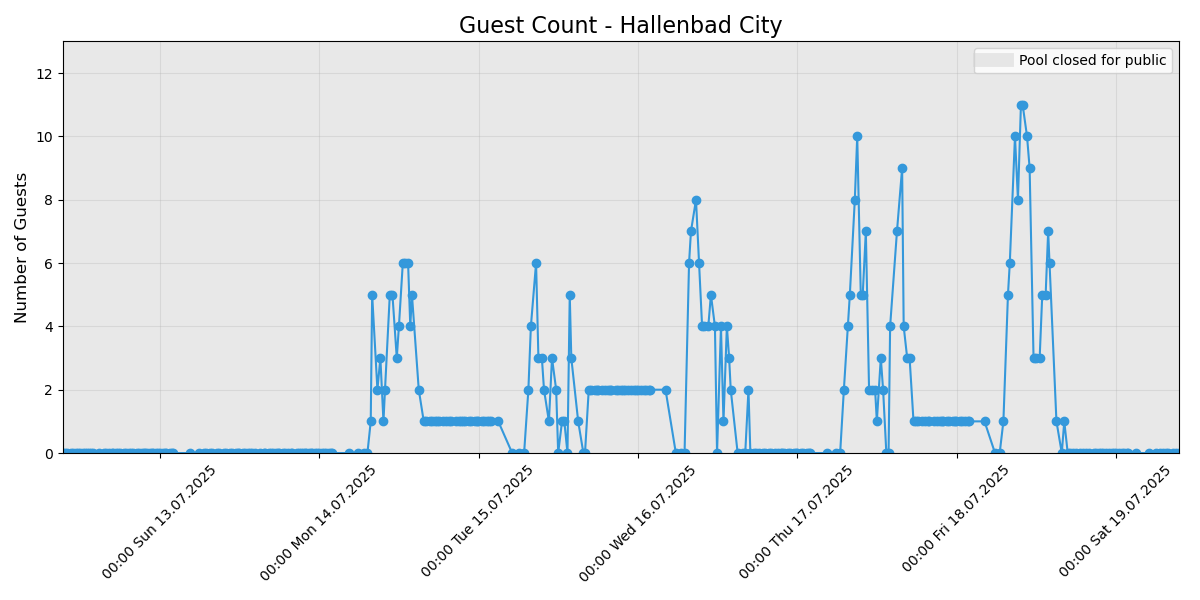 Guest Count - Hallenbad City
Pool closed for public
Number of Guests
12
10
8
6
4
2
0
00:00 Sun 13.07.2025
00:00 Mon 14.07.2025
00:00 Tue 15.07.2025
00:00 Wed 16.07.2025
00:00 Thu 17.07.2025
00:00 Fri 18.07.2025
00:00 Sat 19.07.2025